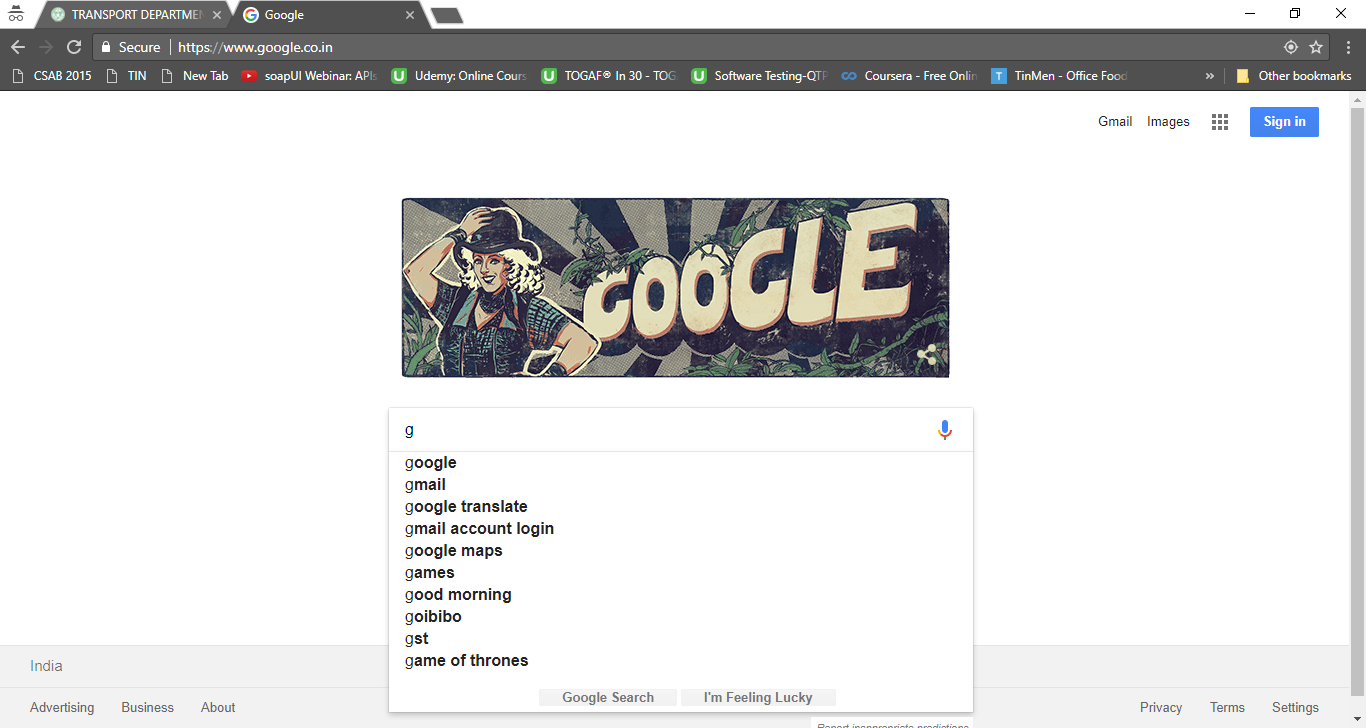 TRANSPORT DEPARTME
Google
Secure https://www.google.co.in
CSAB 2015 TIN New Tab soapUI Webinar: APIs Udemy: Online Cours TOGAF® In 30 - TOG Software Testing-QTP Coursera - Free Onlin TinMen - Office Food » Other bookmarks
Gmail Images Sign in
GOOGLE
g
google
gmail
google translate
gmail account login
google maps
games
good morning
goibibo
gst
game of thrones
Google Search I'm Feeling Lucky
Report inappropriate predictions
India
Advertising Business About Privacy Terms Settings